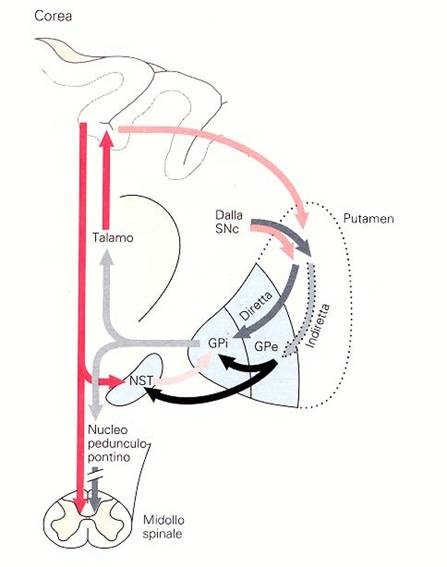 Corea
Dalla
SNc
Putamen
Talamo
Diretta
Indiretta
GPi
GPe
NST
Nucleo
pedunculo-
pontino
Midollo
spinale